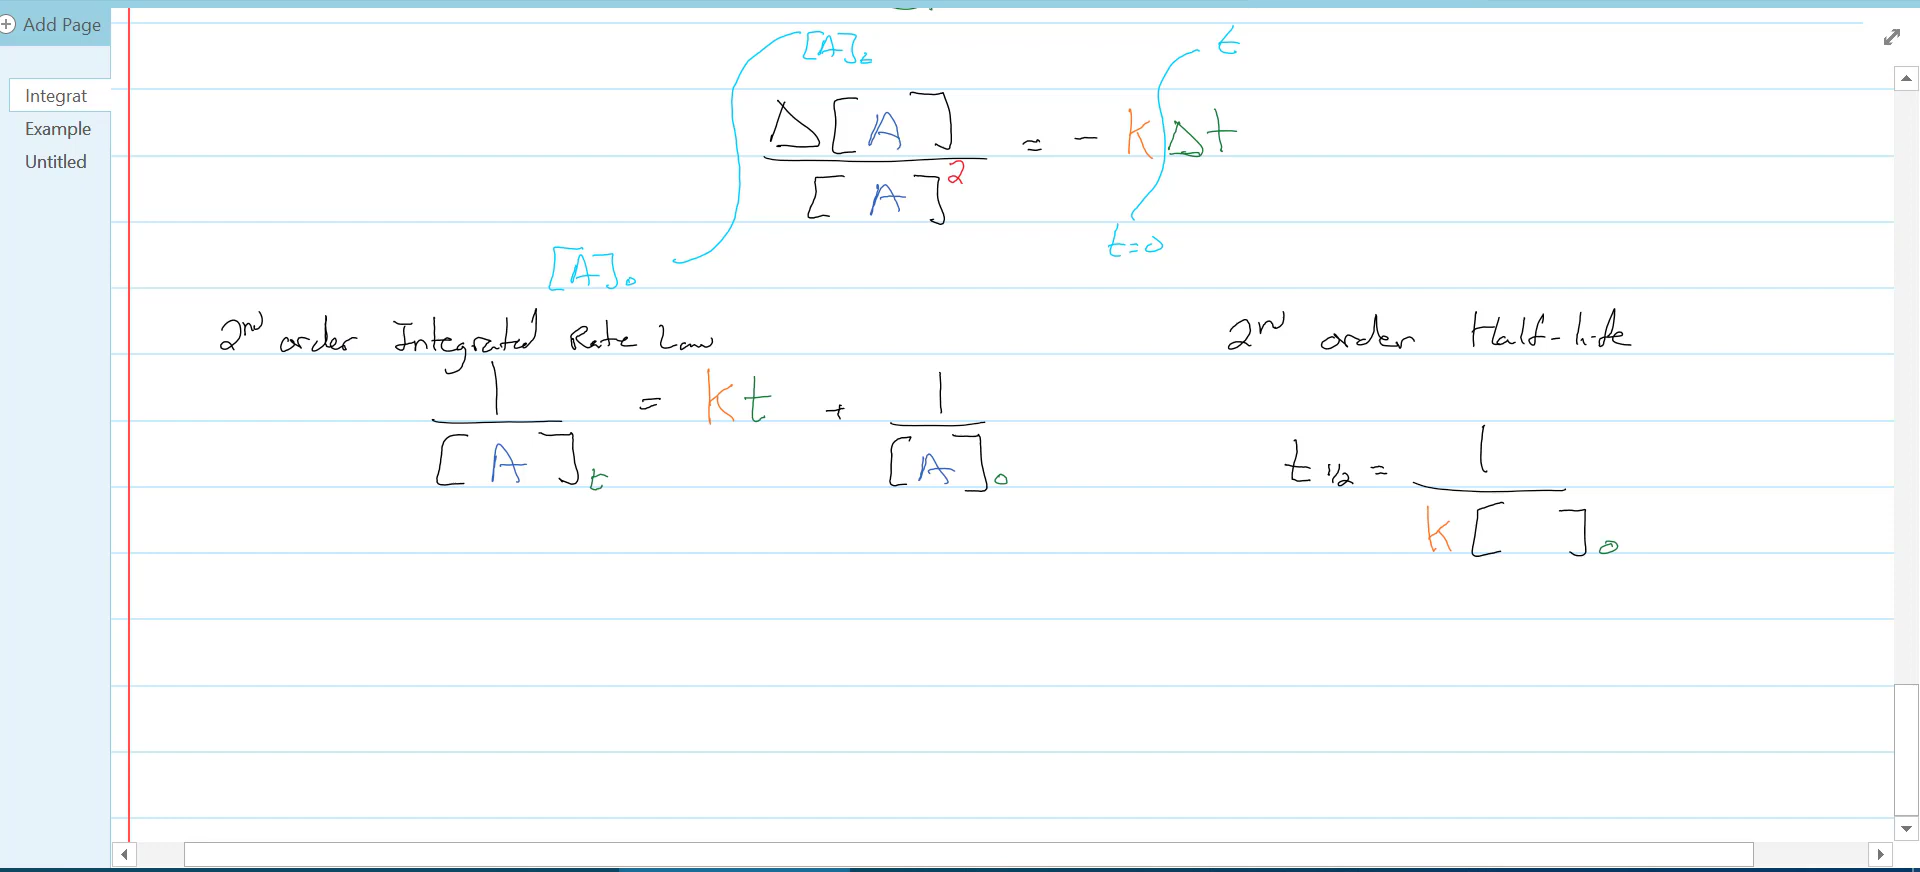 Add Page
Integrat
Example
Untitled
[A]t t
Δ[A] / [A]² = - k Δt
[A]₀ t=0
2nd order Integrated Rate Law
2nd order Half-life
1 / [A]t = kt + 1 / [A]₀
t 1/2 = 1 / k[ ]₀